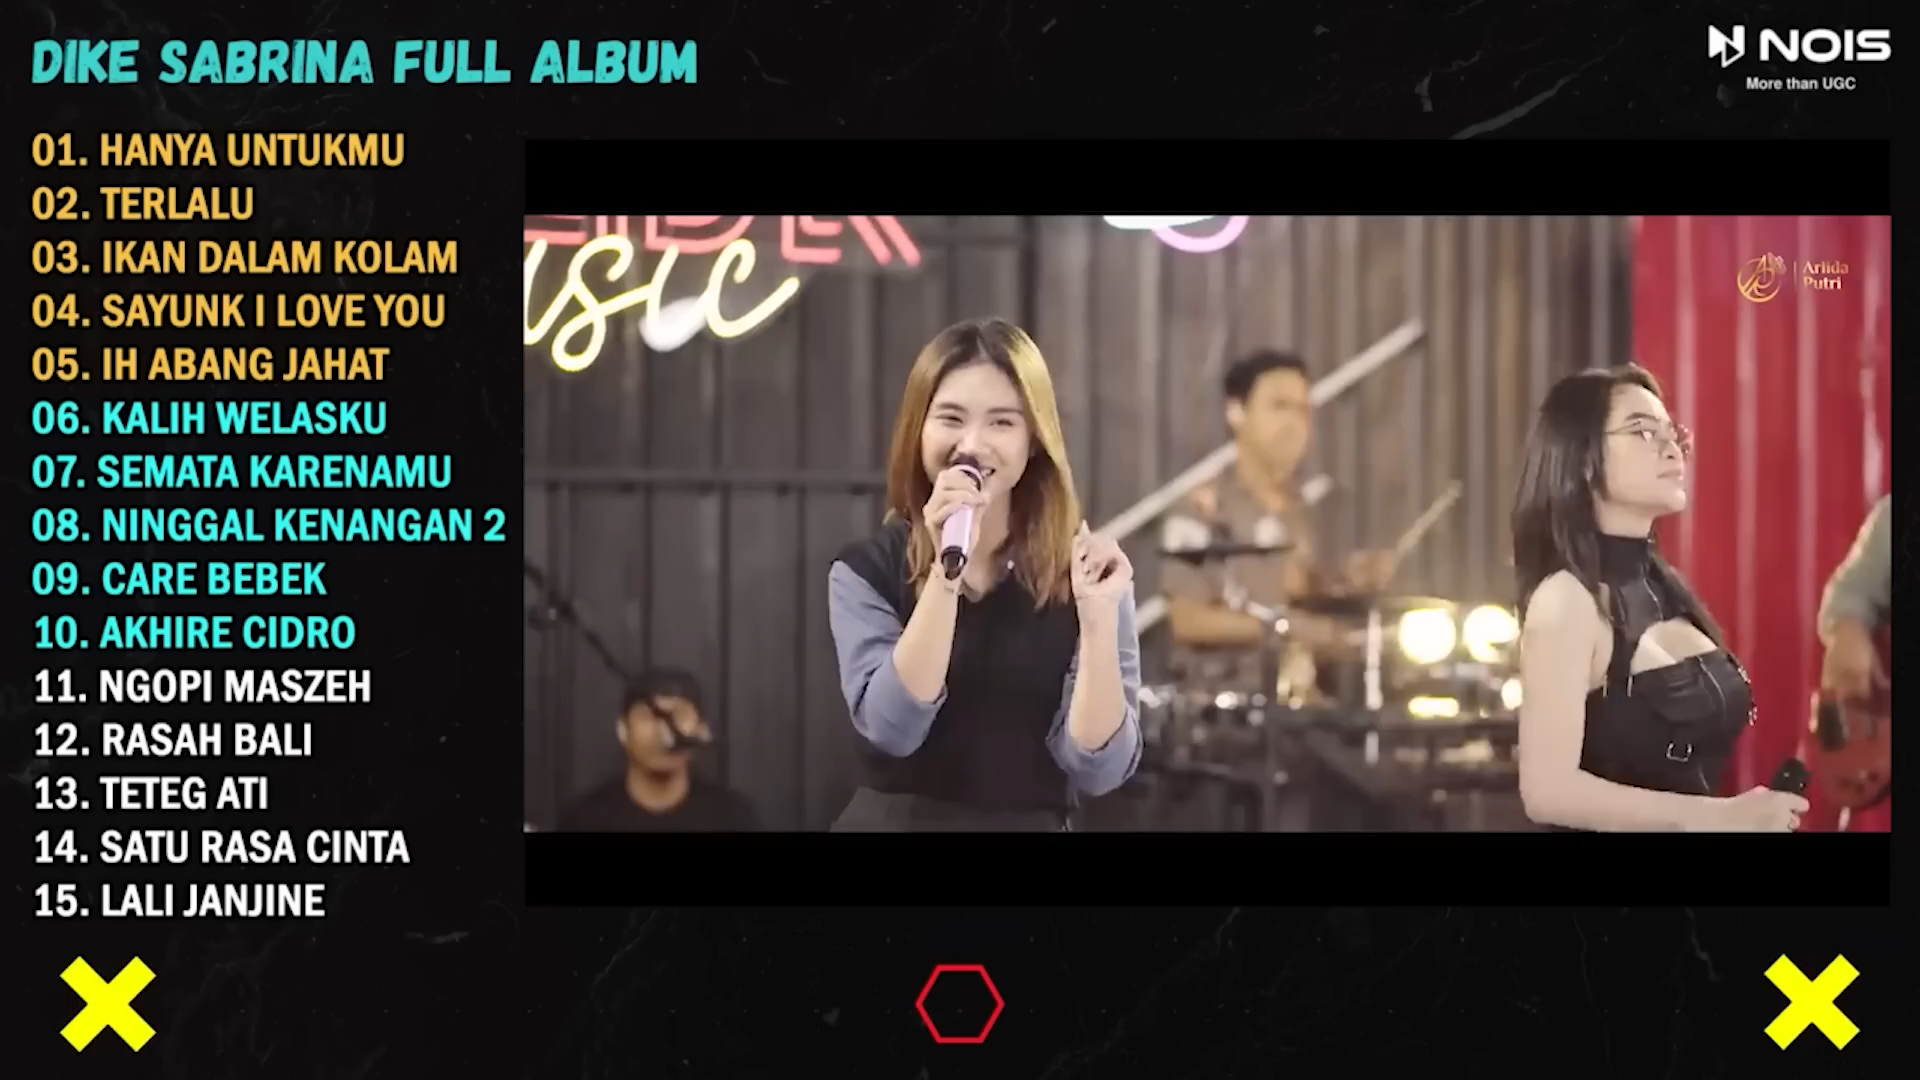 DIKE SABRINA FULL ALBUM
NOIS
More than UGC
01. HANYA UNTUKMU
02. TERLALU
03. IKAN DALAM KOLAM
04. SAYUNK I LOVE YOU
05. IH ABANG JAHAT
06. KALIH WELASKU
07. SEMATA KARENAMU
08. NINGGAL KENANGAN 2
09. CARE BEBEK
10. AKHIRE CIDRO
11. NGOPI MASZEH
12. RASAH BALI
13. TETEG ATI
14. SATU RASA CINTA
15. LALI JANJINE
Arlida
Putri